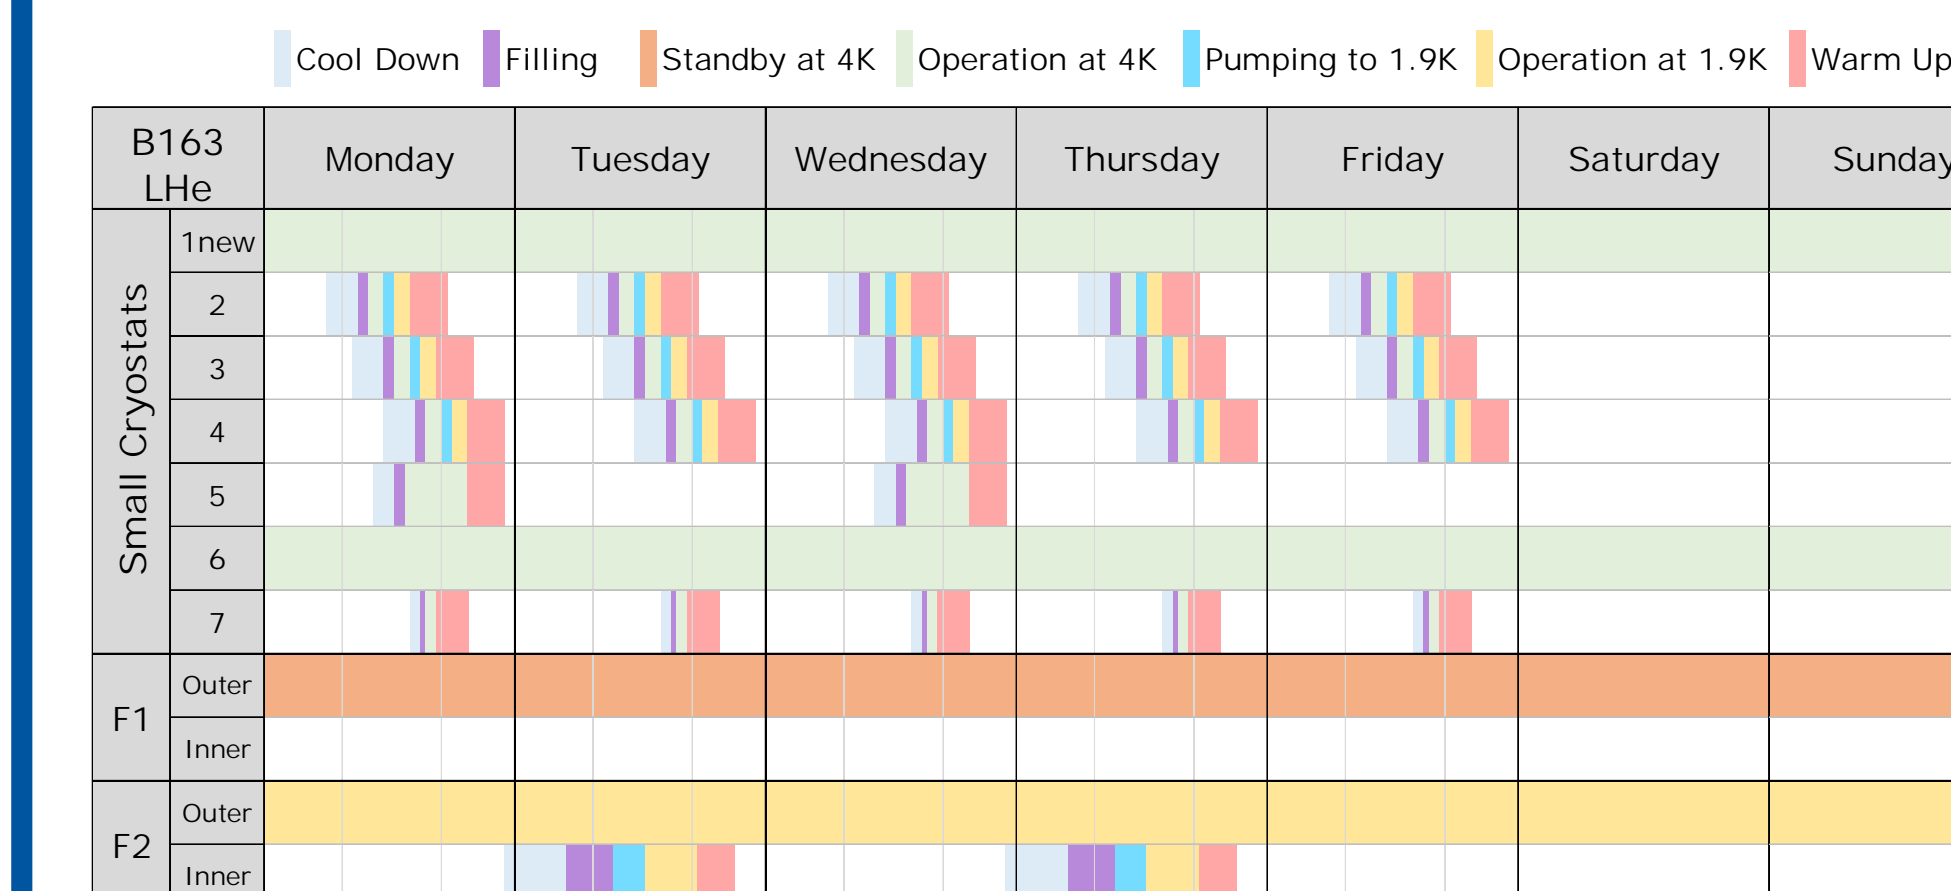 Cool Down Filling Standby at 4K Operation at 4K Pumping to 1.9K Operation at 1.9K Warm Up
B163
LHe
Monday Tuesday Wednesday Thursday Friday Saturday Sunday
Small Cryostats
1new
2
3
4
5
6
7
F1
Outer
Inner
F2
Outer
Inner